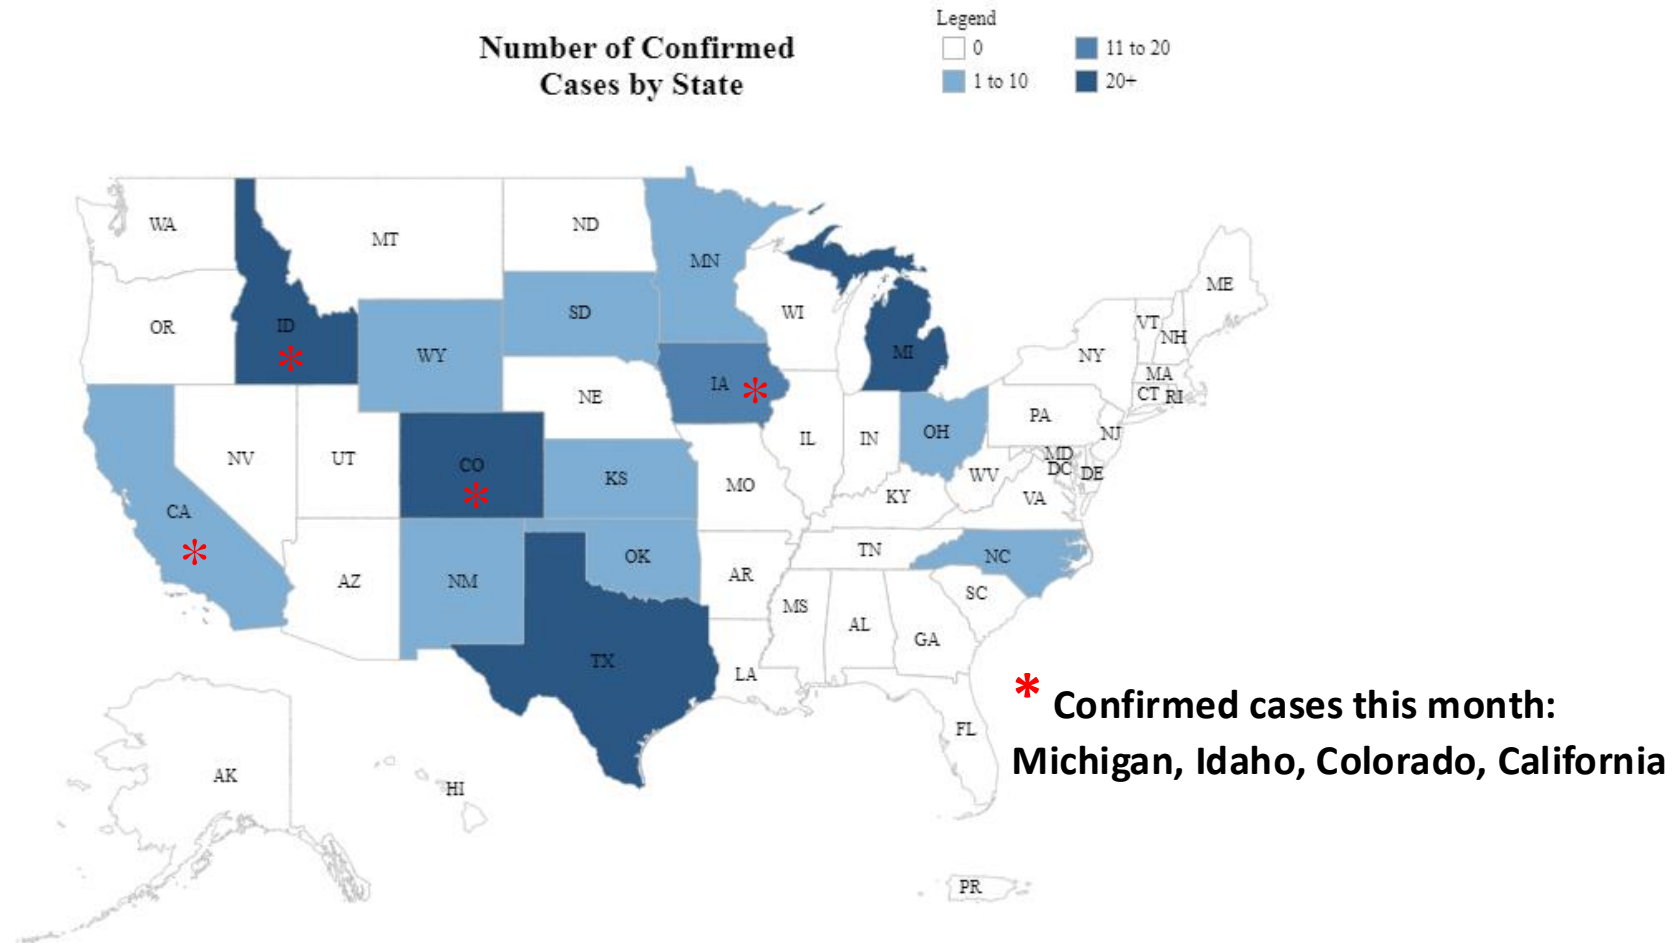 Number of Confirmed
Cases by State
Legend
0
11 to 20
1 to 10
20+
WA
MT
ND
MN
OR
ID
*
WY
SD
WI
MI
NY
VT
NH
ME
MA
CT
RI
NV
UT
CO
*
NE
IA *
IL
IN
OH
PA
NJ
MD
DC
DE
WV
VA
CA
*
KS
MO
KY
AZ
NM
OK
AR
TN
NC
SC
MS
AL
GA
TX
LA
FL
AK
HI
PR
* Confirmed cases this month:
Michigan, Idaho, Colorado, California